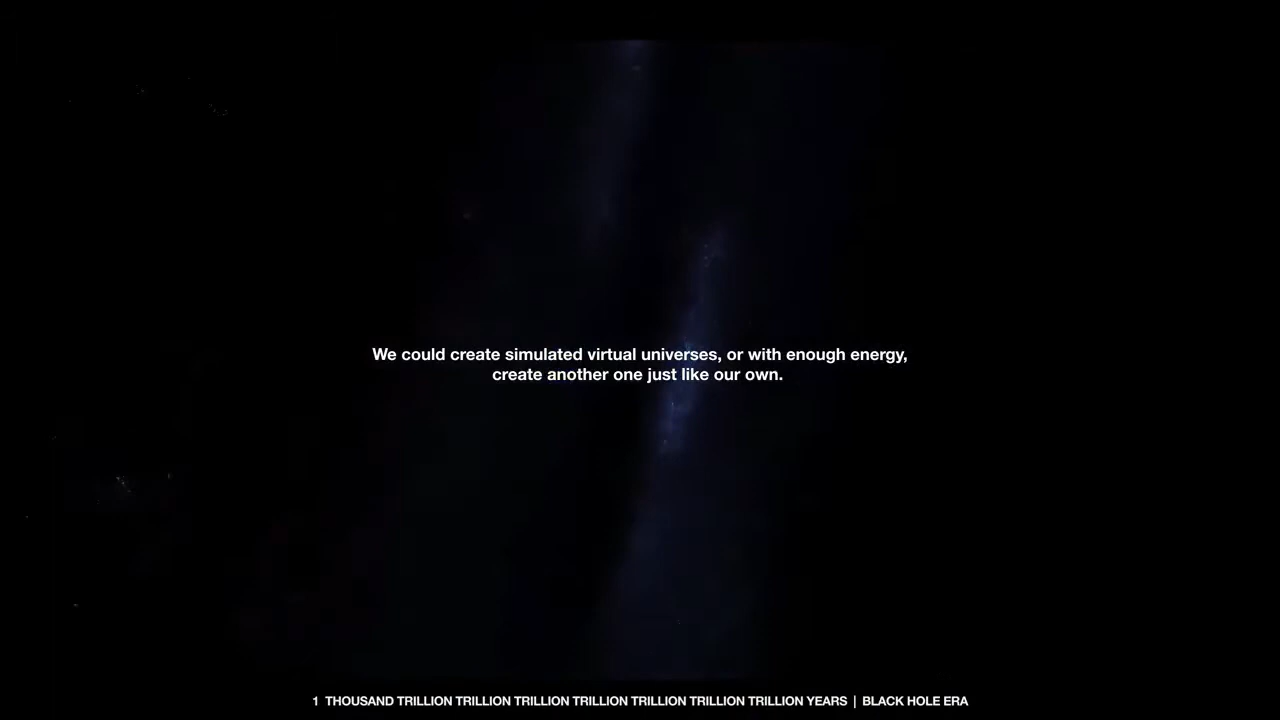 We could create simulated virtual universes, or with enough energy,
create another one just like our own.
1 THOUSAND TRILLION TRILLION TRILLION TRILLION TRILLION TRILLION TRILLION YEARS | BLACK HOLE ERA